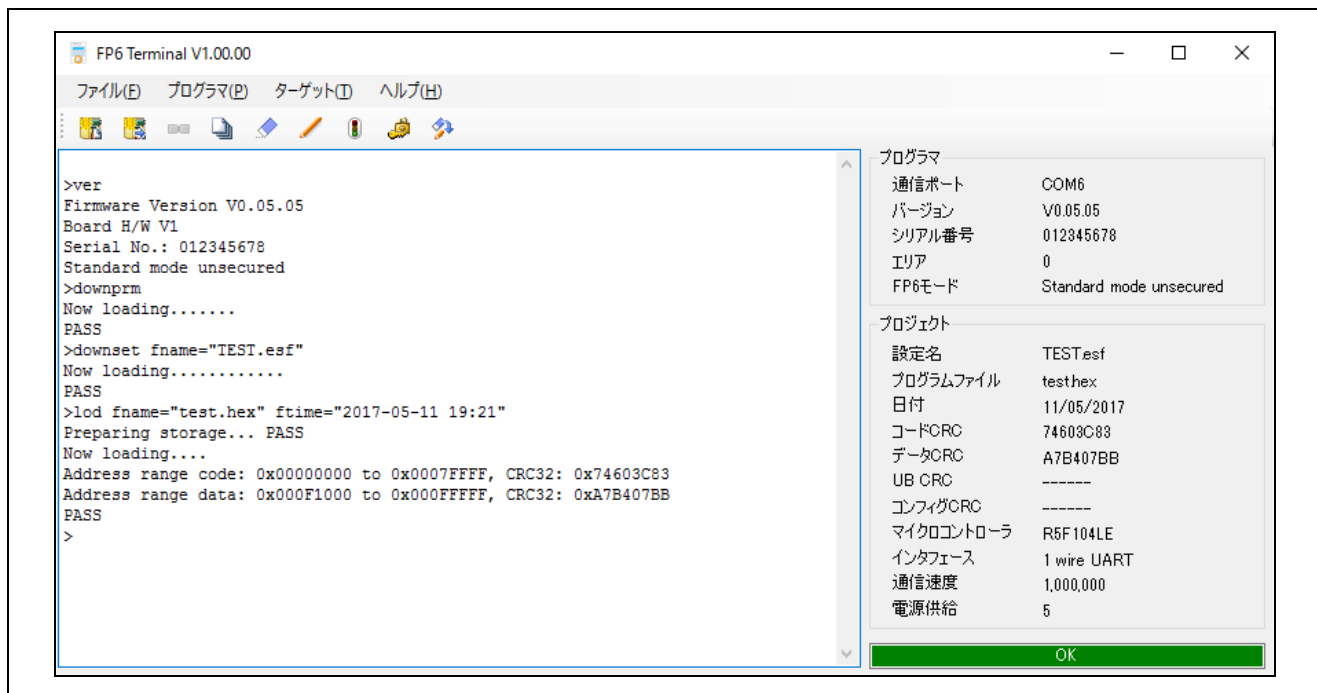 FP6 Terminal V1.00.00
ファイル(F) プログラマ(P) ターゲット(T) ヘルプ(H)
>ver
Firmware Version V0.05.05
Board H/W V1
Serial No.: 012345678
Standard mode unsecured
>downprm
Now loading.......
PASS
>downset fname="TEST.esf"
Now loading............
PASS
>lod fname="test.hex" ftime="2017-05-11 19:21"
Preparing storage... PASS
Now loading....
Address range code: 0x00000000 to 0x0007FFFF, CRC32: 0x74603C83
Address range data: 0x000F1000 to 0x000FFFFF, CRC32: 0xA7B407BB
PASS
>
プログラマ
通信ポート COM6
バージョン V0.05.05
シリアル番号 012345678
エリア 0
FP6モード Standard mode unsecured
プロジェクト
設定名 TEST.esf
プログラムファイル test.hex
日付 11/05/2017
コードCRC 74603C83
データCRC A7B407BB
UB CRC ------
コンフィグCRC ------
マイクロコントローラ R5F104LE
インタフェース 1 wire UART
通信速度 1,000,000
電源供給 5
OK